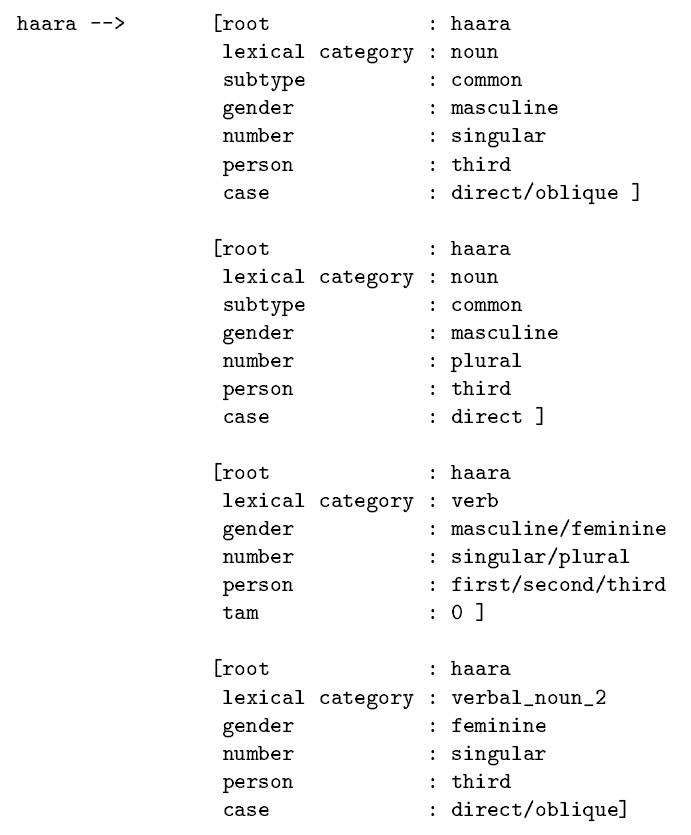 haara --> [root : haara
lexical category : noun
subtype : common
gender : masculine
number : singular
person : third
case : direct/oblique ]
[root : haara
lexical category : noun
subtype : common
gender : masculine
number : plural
person : third
case : direct ]
[root : haara
lexical category : verb
gender : masculine/feminine
number : singular/plural
person : first/second/third
tam : 0 ]
[root : haara
lexical category : verbal_noun_2
gender : feminine
number : singular
person : third
case : direct/oblique]